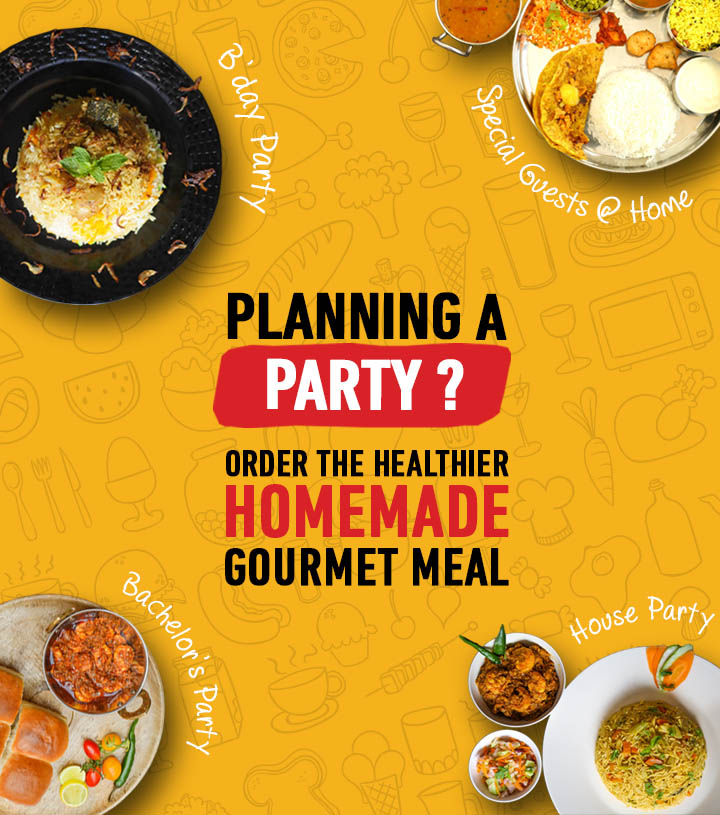 B'day Party
Special Guests @ Home
PLANNING A
PARTY ?
ORDER THE HEALTHIER
HOMEMADE
GOURMET MEAL
Bachelor's Party
House Party